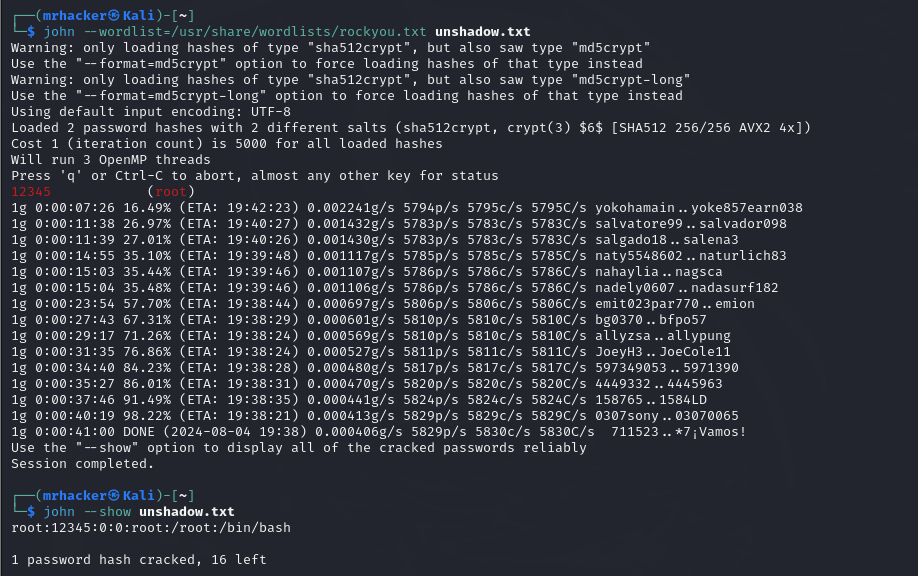 ┌──(mrhacker㉿Kali)-[~]
└─$ john --wordlist=/usr/share/wordlists/rockyou.txt unshadow.txt
Warning: only loading hashes of type "sha512crypt", but also saw type "md5crypt"
Use the "--format=md5crypt" option to force loading hashes of that type instead
Warning: only loading hashes of type "sha512crypt", but also saw type "md5crypt-long"
Use the "--format=md5crypt-long" option to force loading hashes of that type instead
Using default input encoding: UTF-8
Loaded 2 password hashes with 2 different salts (sha512crypt, crypt(3) $6$ [SHA512 256/256 AVX2 4x])
Cost 1 (iteration count) is 5000 for all loaded hashes
Will run 3 OpenMP threads
Press 'q' or Ctrl-C to abort, almost any other key for status
12345            (root)
1g 0:00:07:26 16.49% (ETA: 19:42:23) 0.002241g/s 5794p/s 5795c/s 5795C/s yokohamain..yoke857earn038
1g 0:00:11:38 26.97% (ETA: 19:40:27) 0.001432g/s 5783p/s 5783c/s 5783C/s salvatore99..salvador098
1g 0:00:11:39 27.01% (ETA: 19:40:26) 0.001430g/s 5783p/s 5783c/s 5783C/s salgado18..salena3
1g 0:00:14:55 35.10% (ETA: 19:39:48) 0.001117g/s 5785p/s 5785c/s 5785C/s naty5548602..naturlich83
1g 0:00:15:03 35.44% (ETA: 19:39:46) 0.001107g/s 5786p/s 5786c/s 5786C/s nahaylia..nagsca
1g 0:00:15:04 35.48% (ETA: 19:39:46) 0.001106g/s 5786p/s 5786c/s 5786C/s nadely0607..nadasurf182
1g 0:00:23:54 57.70% (ETA: 19:38:44) 0.000697g/s 5806p/s 5806c/s 5806C/s emit023par770..emion
1g 0:00:27:43 67.31% (ETA: 19:38:29) 0.000601g/s 5810p/s 5810c/s 5810C/s bg0370..bfpo57
1g 0:00:29:17 71.26% (ETA: 19:38:24) 0.000569g/s 5810p/s 5810c/s 5810C/s allyzsa..allypung
1g 0:00:31:35 76.86% (ETA: 19:38:24) 0.000527g/s 5811p/s 5811c/s 5811C/s JoeyH3..JoeCole11
1g 0:00:34:40 84.23% (ETA: 19:38:28) 0.000480g/s 5817p/s 5817c/s 5817C/s 597349053..5971390
1g 0:00:35:27 86.01% (ETA: 19:38:31) 0.000470g/s 5820p/s 5820c/s 5820C/s 4449332..4445963
1g 0:00:37:46 91.49% (ETA: 19:38:35) 0.000441g/s 5824p/s 5824c/s 5824C/s 158765..1584LD
1g 0:00:40:19 98.22% (ETA: 19:38:21) 0.000413g/s 5829p/s 5829c/s 5829C/s 0307sony..03070065
1g 0:00:41:00 DONE (2024-08-04 19:38) 0.000406g/s 5829p/s 5830c/s 5830C/s  711523..*7¡Vamos!
Use the "--show" option to display all of the cracked passwords reliably
Session completed.
┌──(mrhacker㉿Kali)-[~]
└─$ john --show unshadow.txt
root:12345:0:0:root:/root:/bin/bash
1 password hash cracked, 16 left